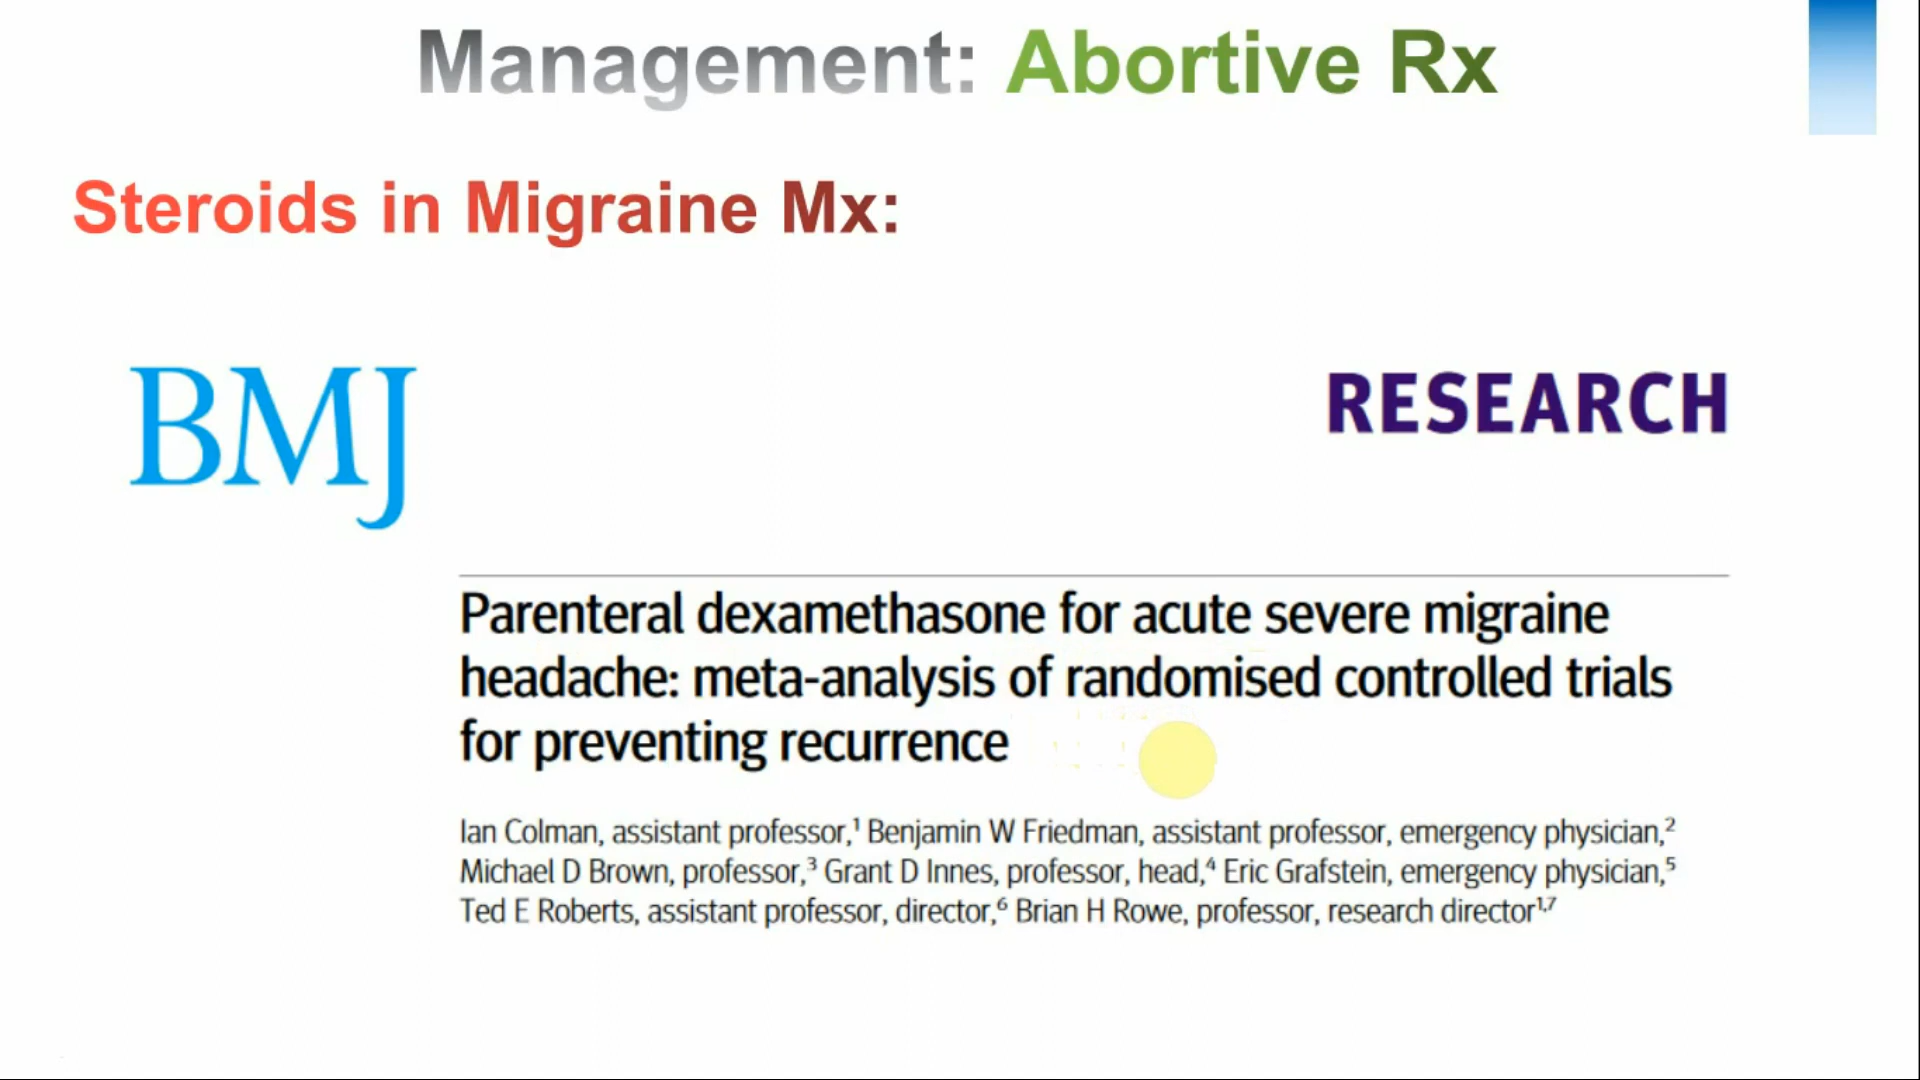 Management: Abortive Rx
Steroids in Migraine Mx:
BMJ
RESEARCH
Parenteral dexamethasone for acute severe migraine
headache: meta-analysis of randomised controlled trials
for preventing recurrence
Ian Colman, assistant professor,¹ Benjamin W Friedman, assistant professor, emergency physician,²
Michael D Brown, professor,³ Grant D Innes, professor, head,⁴ Eric Grafstein, emergency physician,⁵
Ted E Roberts, assistant professor, director,⁶ Brian H Rowe, professor, research director¹,⁷